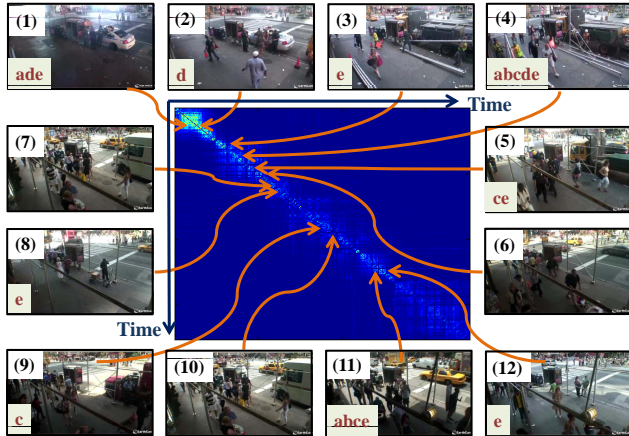 (1)
(2)
(3)
(4)
ade
d
e
abcde
Time
(7)
(5)
ce
(8)
(6)
e
Time
(9)
(10)
(11)
(12)
c
abce
e